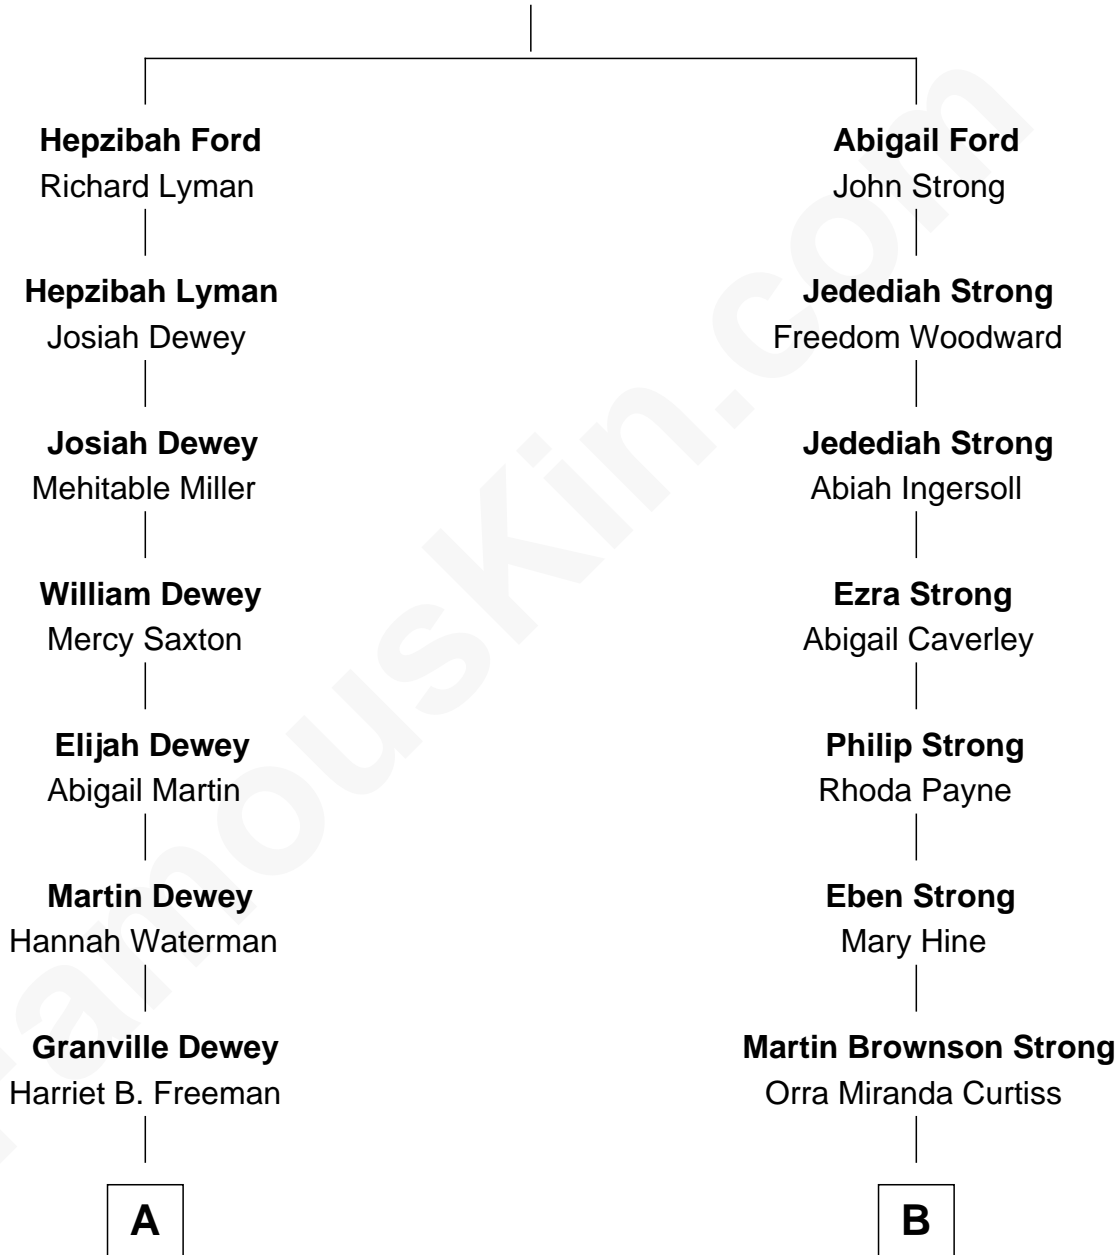 Hepzibah Ford
Richard Lyman
Hepzibah Lyman
Josiah Dewey
Josiah Dewey
Mehitable Miller
William Dewey
Mercy Saxton
Elijah Dewey
Abigail Martin
Martin Dewey
Hannah Waterman
Granville Dewey
Harriet B. Freeman
A
Abigail Ford
John Strong
Jedediah Strong
Freedom Woodward
Jedediah Strong
Abiah Ingersoll
Ezra Strong
Abigail Caverley
Philip Strong
Rhoda Payne
Eben Strong
Mary Hine
Martin Brownson Strong
Orra Miranda Curtiss
B
FamousKin.com